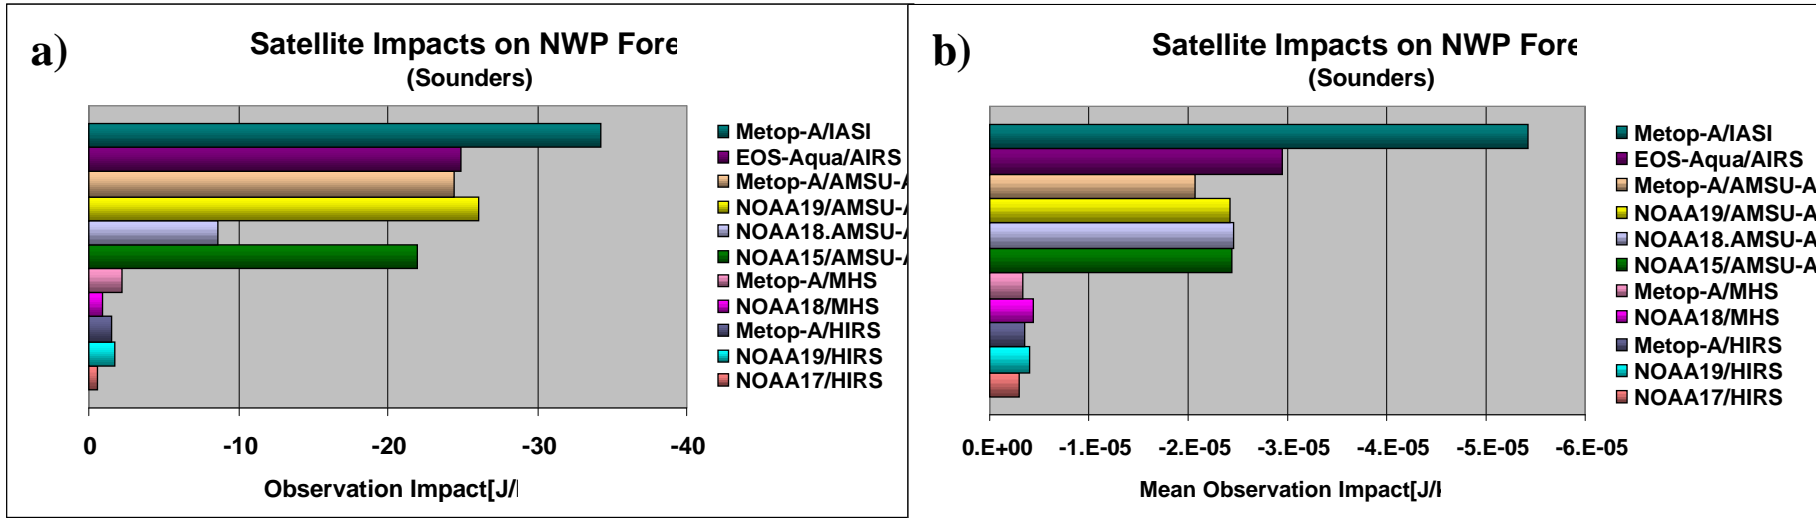 a)
Satellite Impacts on NWP Fore
(Sounders)
Metop-A/IASI
EOS-Aqua/AIRS
Metop-A/AMSU-A
NOAA19/AMSU-A
NOAA18.AMSU-A
NOAA15/AMSU-A
Metop-A/MHS
NOAA18/MHS
Metop-A/HIRS
NOAA19/HIRS
NOAA17/HIRS
0 -10 -20 -30 -40
Observation Impact[J/
b)
Satellite Impacts on NWP Fore
(Sounders)
Metop-A/IASI
EOS-Aqua/AIRS
Metop-A/AMSU-A
NOAA19/AMSU-A
NOAA18.AMSU-A
NOAA15/AMSU-A
Metop-A/MHS
NOAA18/MHS
Metop-A/HIRS
NOAA19/HIRS
NOAA17/HIRS
0.E+00 -1.E-05 -2.E-05 -3.E-05 -4.E-05 -5.E-05 -6.E-05
Mean Observation Impact[J/